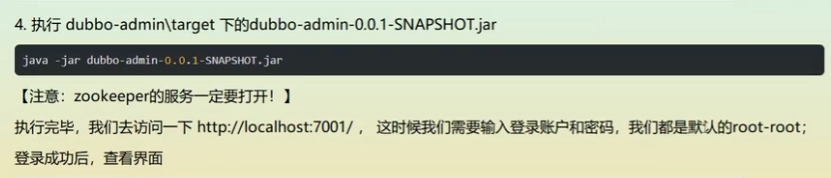 4. 执行 dubbo-admin\target 下的dubbo-admin-0.0.1-SNAPSHOT.jar
java -jar dubbo-admin-0.0.1-SNAPSHOT.jar
【注意：zookeeper的服务一定要打开！】
执行完毕，我们去访问一下 http://localhost:7001/ ， 这时候我们需要输入登录账户和密码，我们都是默认的root-root；
登录成功后，查看界面